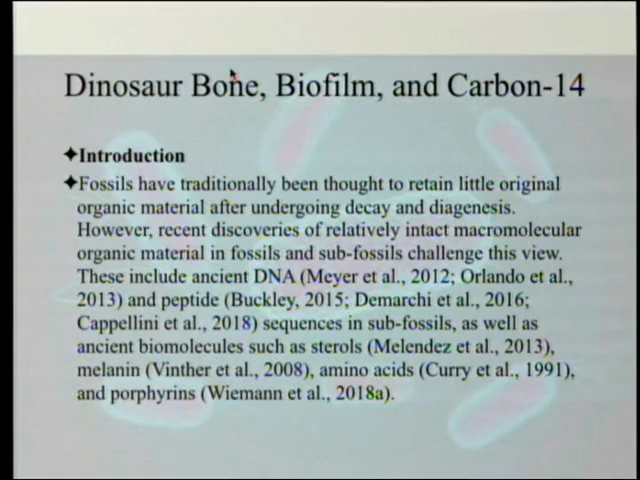 Dinosaur Bone, Biofilm, and Carbon-14
✦Introduction
✦Fossils have traditionally been thought to retain little original
organic material after undergoing decay and diagenesis.
However, recent discoveries of relatively intact macromolecular
organic material in fossils and sub-fossils challenge this view.
These include ancient DNA (Meyer et al., 2012; Orlando et al.,
2013) and peptide (Buckley, 2015; Demarchi et al., 2016;
Cappellini et al., 2018) sequences in sub-fossils, as well as
ancient biomolecules such as sterols (Melendez et al., 2013),
melanin (Vinther et al., 2008), amino acids (Curry et al., 1991),
and porphyrins (Wiemann et al., 2018a).